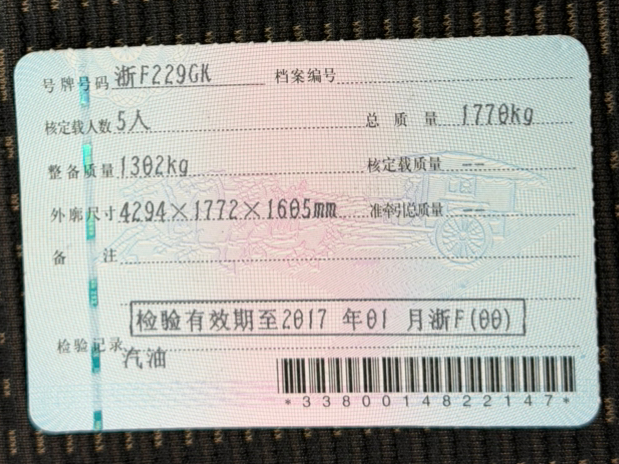 号牌号码 浙F229GK 档案编号
核定载人数 5人 总质量 1770kg
整备质量 1302kg 核定载质量 --
外廓尺寸 4294×1772×1605mm 准牵引总质量 --
备注
检验有效期至2017 年01 月浙F(00)
检验记录
汽油
*3380014822147*